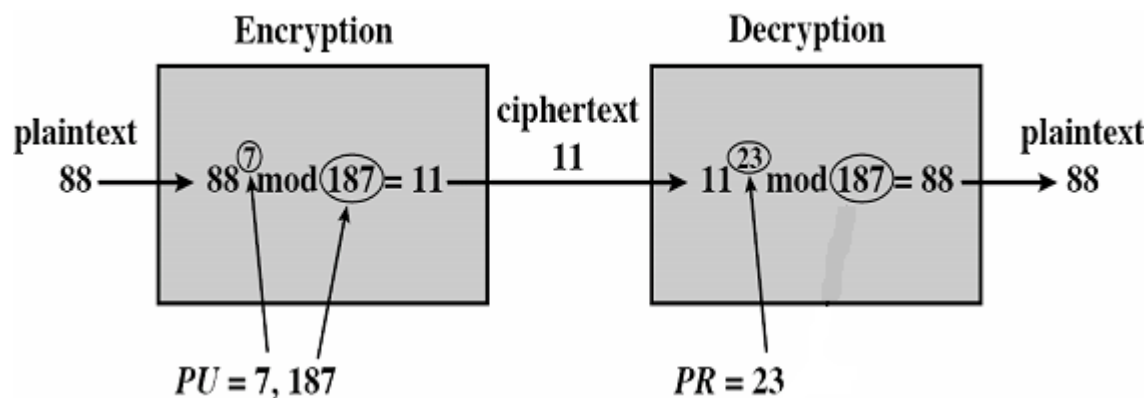 Encryption
Decryption
plaintext
88
88^7 mod 187 = 11
ciphertext
11
11^23 mod 187 = 88
plaintext
88
PU = 7, 187
PR = 23